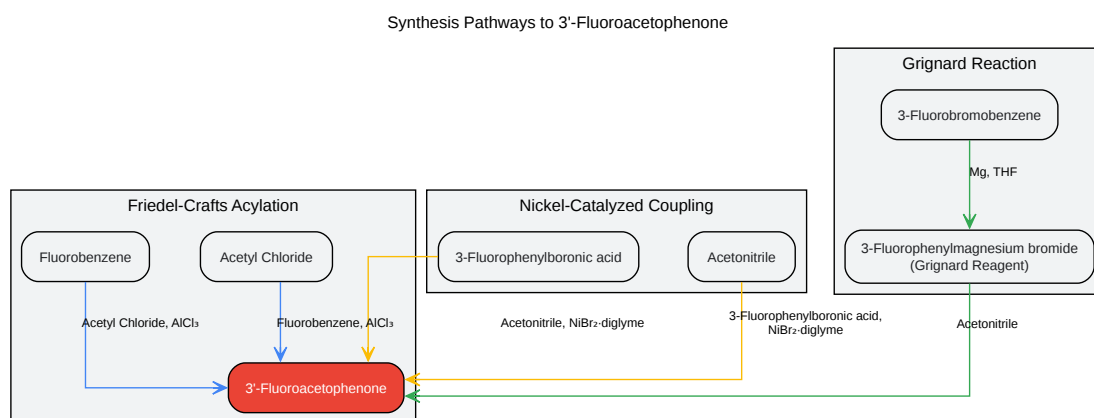 Synthesis Pathways to 3'-Fluoroacetophenone
Grignard Reaction
3-Fluorobromobenzene
Mg, THF
Friedel-Crafts Acylation
Nickel-Catalyzed Coupling
Fluorobenzene
Acetyl Chloride
3-Fluorophenylboronic acid
Acetonitrile
3-Fluorophenylmagnesium bromide
(Grignard Reagent)
Acetyl Chloride, AlCl₃
Fluorobenzene, AlCl₃
Acetonitrile, NiBr₂·diglyme
3-Fluorophenylboronic acid,
NiBr₂·diglyme
Acetonitrile
3'-Fluoroacetophenone